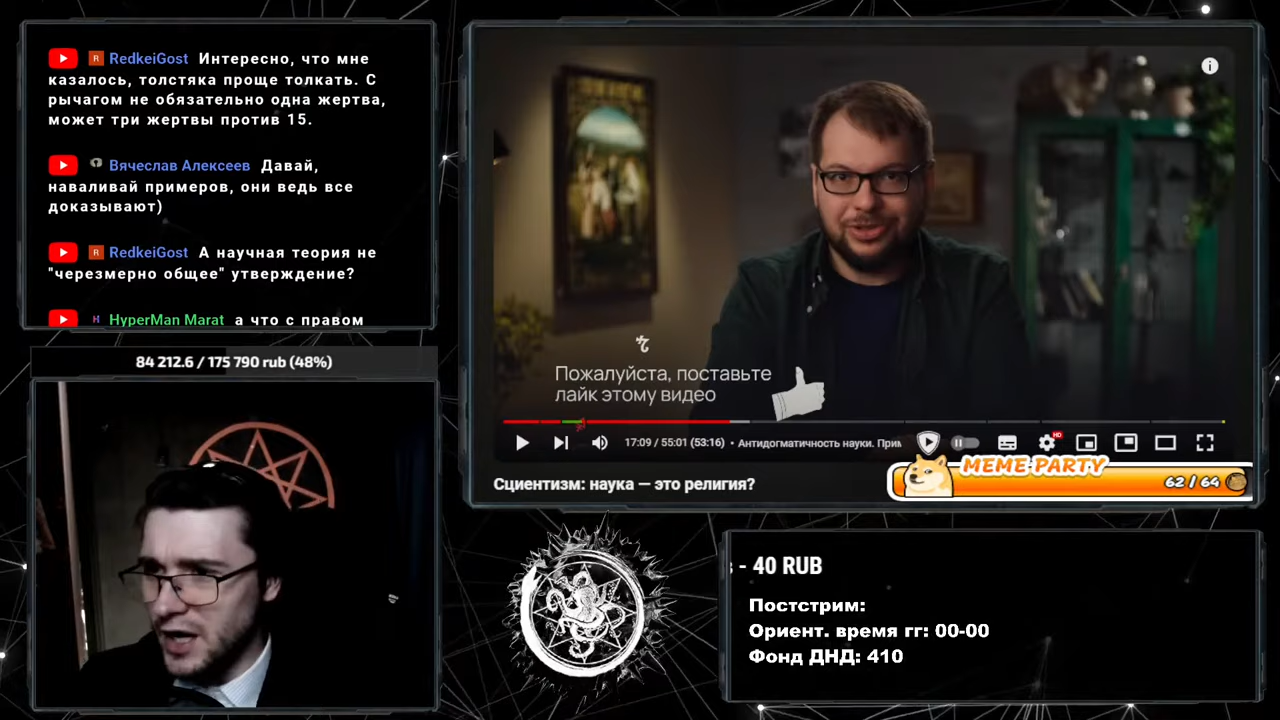 RedkeiGost Интересно, что мне
казалось, толстяка проще толкать. С
рычагом не обязательно одна жертва,
может три жертвы против 15.
Вячеслав Алексеев Давай,
наваливай примеров, они ведь все
доказывают)
RedkeiGost А научная теория не
"черезмерно общее" утверждение?
HyperMan Marat а что с правом
84 212.6 / 175 790 rub (48%)
Пожалуйста, поставьте
лайк этому видео
17:09 / 55:01 (53:16) • Антидогматичность науки. Прим
HD
Сциентизм: наука — это религия?
MEME PARTY
62 / 64
- 40 RUB
Постстрим:
Ориент. время гг: 00-00
Фонд ДНД: 410